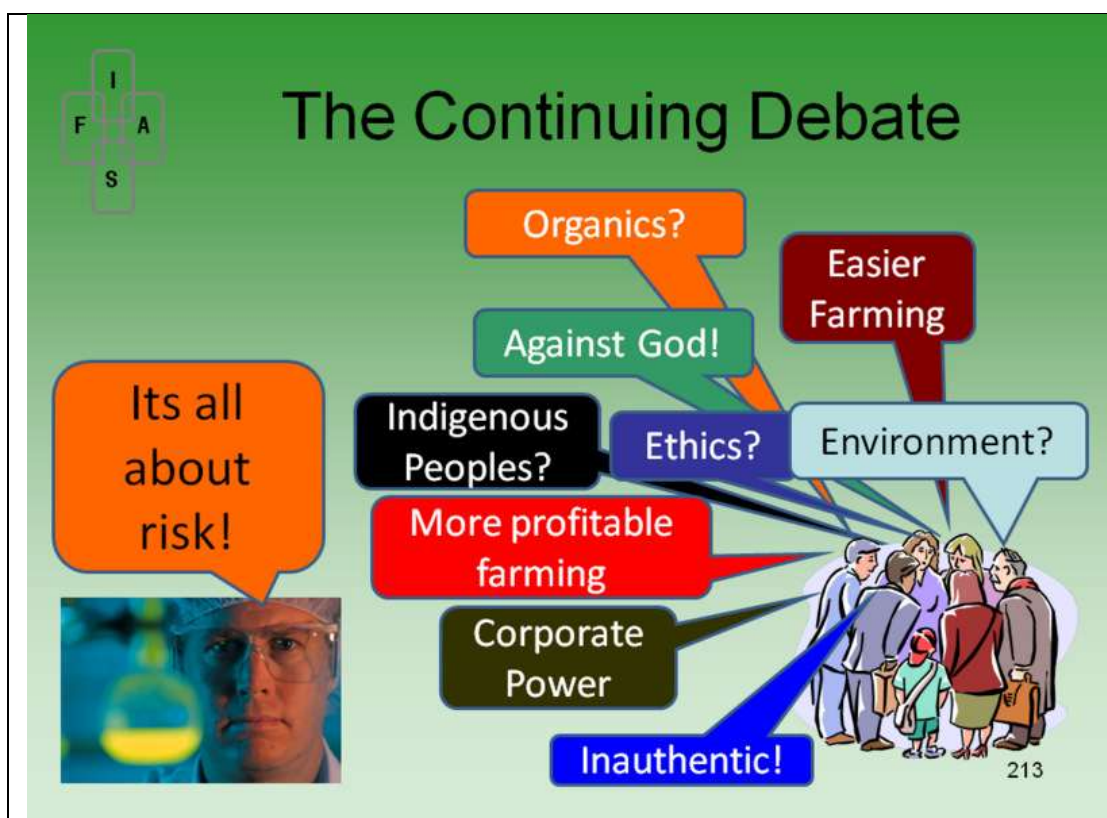 I
F A
S
The Continuing Debate
Organics?
Easier
Farming
Against God!
Its all
about
risk!
Indigenous
Peoples?
Ethics?
Environment?
More profitable
farming
Corporate
Power
Inauthentic!
213